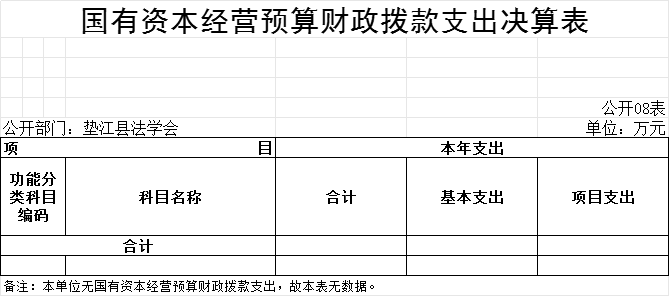 国有资本经营预算财政拨款支出决算表
公开08表
公开部门：垫江县法学会 单位：万元
项 目 本年支出
功能分类科目编码 科目名称 合计 基本支出 项目支出
合计
备注：本单位无国有资本经营预算财政拨款支出，故本表无数据。